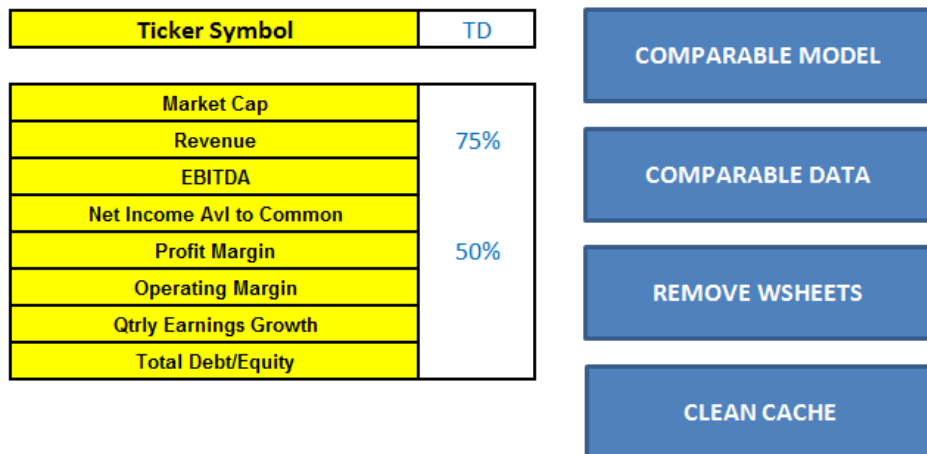 Ticker Symbol TD
Market Cap
Revenue 75%
EBITDA
Net Income Avl to Common
Profit Margin 50%
Operating Margin
Qtrly Earnings Growth
Total Debt/Equity
COMPARABLE MODEL
COMPARABLE DATA
REMOVE WSHEETS
CLEAN CACHE